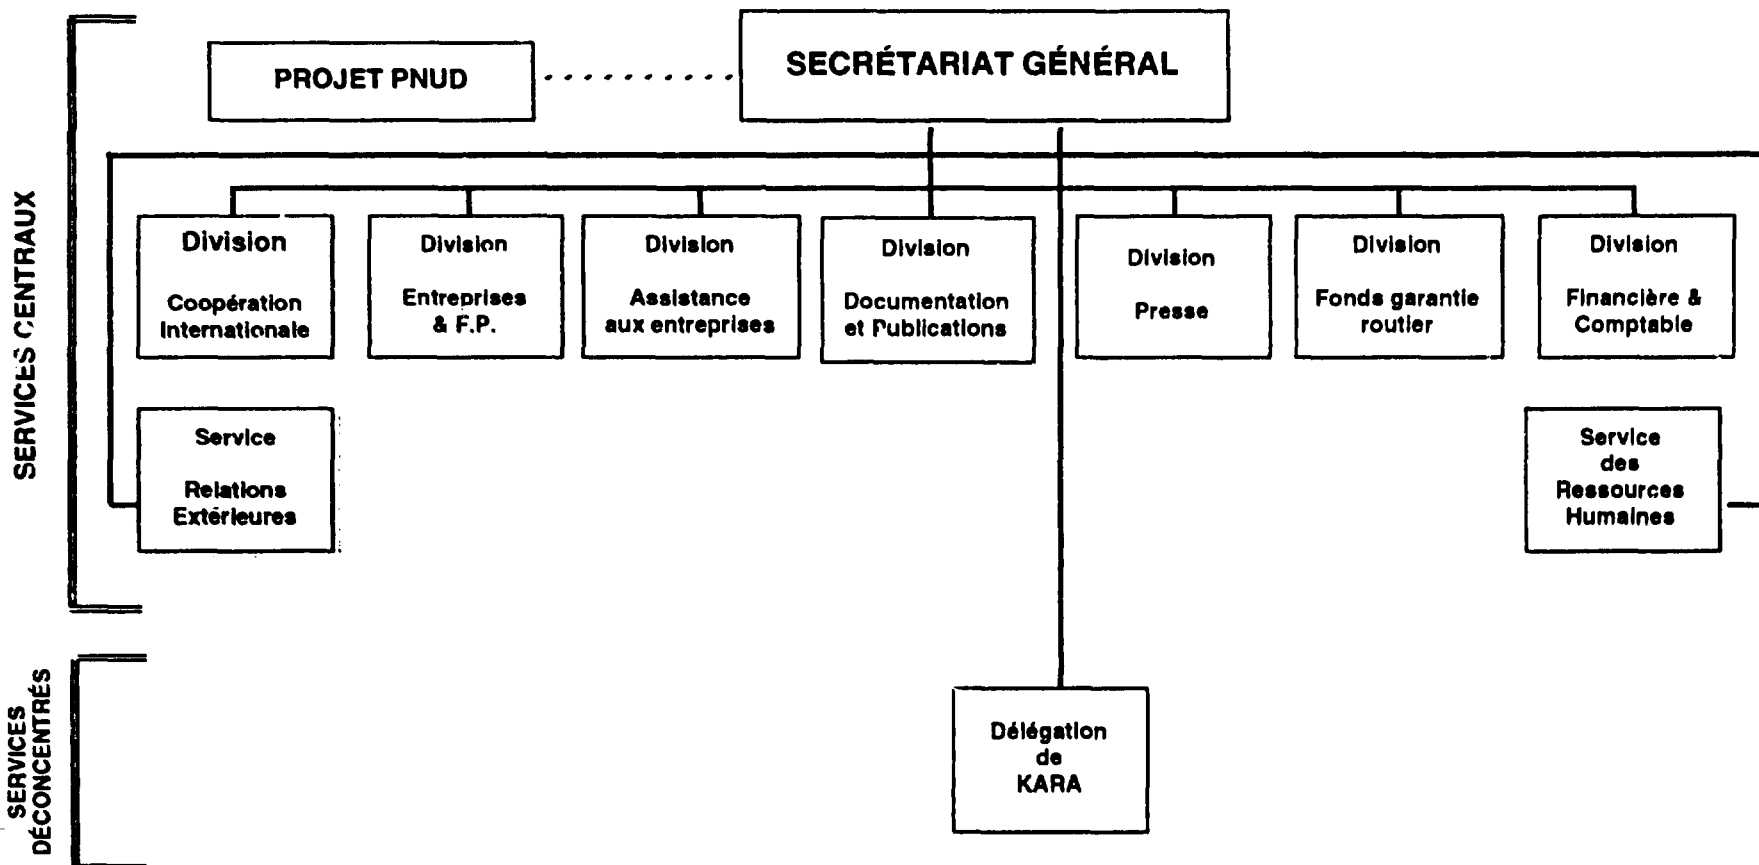 SERVICES CENTRAUX
PROJET PNUD
SECRÉTARIAT GÉNÉRAL
Division
Coopération
Internationale
Division
Entreprises
& F.P.
Division
Assistance
aux entreprises
Division
Documentation
et Publications
Division
Presse
Division
Fonds garantie
routier
Division
Financière &
Comptable
Service
Relations
Extérieures
Service
des
Ressources
Humaines
SERVICES
DÉCONCENTRÉS
Délégation
de
KARA